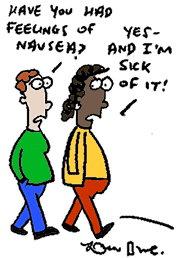 HAVE YOU HAD
FEELINGS OF
NAUSEA?
YES-
AND I'M
SICK
OF IT!